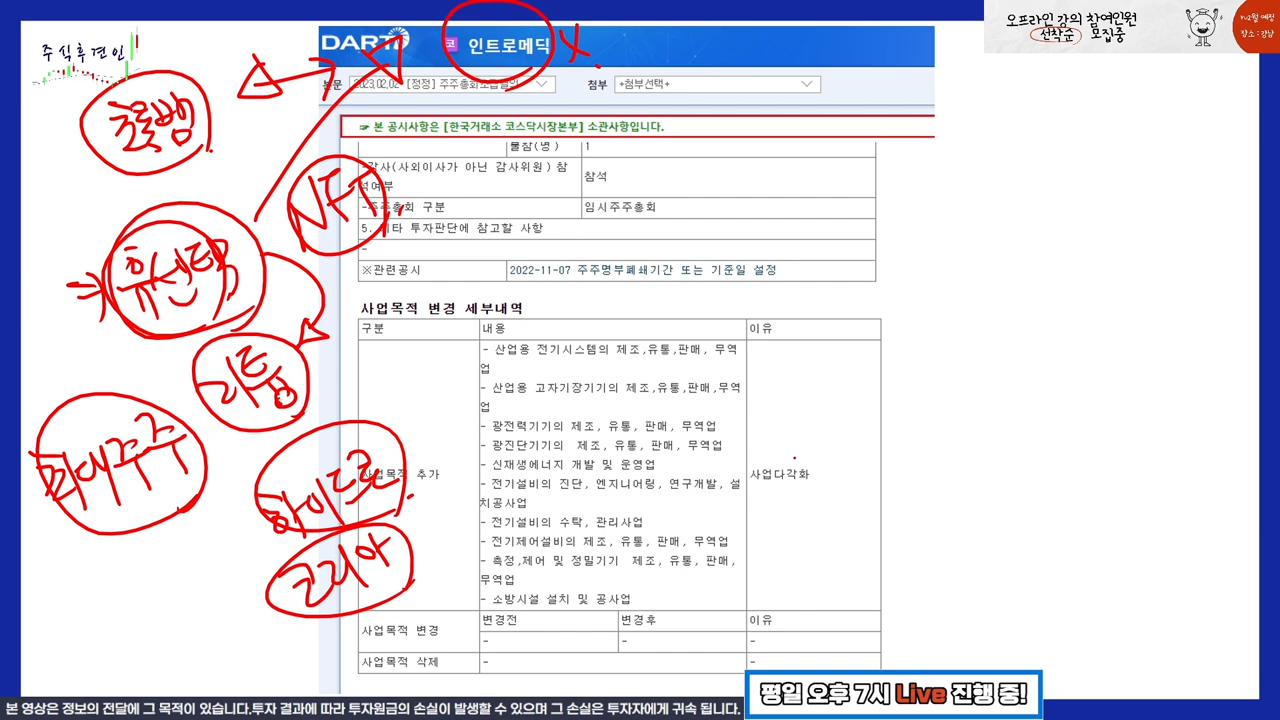 주식후견인
DART
코 인트로메딕
오프라인 강의 참여인원
선착순 모집중
장소 : 강남
본문 2023.02.02 [정정] 주주총회소집결의
첨부 +첨부선택+
☞ 본 공시사항은 [한국거래소 코스닥시장본부] 소관사항입니다.
불참(명) 1
-감사(사외이사가 아닌 감사위원) 참
석여부 참석
-주주총회 구분 임시주주총회
5. 기타 투자판단에 참고할 사항
-
※관련공시 2022-11-07 주주명부폐쇄기간 또는 기준일 설정
NFT
휴센텍
리튬
최대주주
하이드로
코리아
사업목적 변경 세부내역
구분 내용 이유
- 산업용 전기시스템의 제조,유통,판매, 무역
업
- 산업용 고자기장기기의 제조,유통,판매,무역
업
- 광전력기기의 제조, 유통, 판매, 무역업
- 광진단기기의 제조, 유통, 판매, 무역업
- 신재생에너지 개발 및 운영업
사업목적 추가 사업다각화
- 전기설비의 진단, 엔지니어링, 연구개발, 설
치공사업
- 전기설비의 수탁, 관리사업
- 전기제어설비의 제조, 유통, 판매, 무역업
- 측정,제어 및 정밀기기 제조, 유통, 판매,
무역업
- 소방시설 설치 및 공사업
사업목적 변경 변경전 변경후 이유
- - -
사업목적 삭제 - -
평일 오후 7시 Live 진행 중!
본 영상은 정보의 전달에 그 목적이 있습니다.투자 결과에 따라 투자원금의 손실이 발생할 수 있으며 그 손실은 투자자에게 귀속 됩니다.